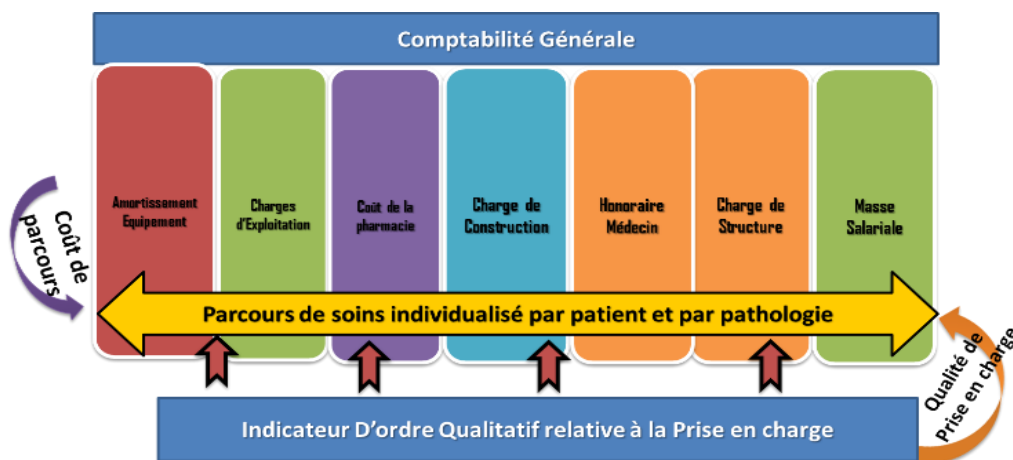 Comptabilité Générale
Amortissement
Equipement
Charges
d'Exploitation
Coût de la
pharmacie
Charge de
Construction
Honoraire
Médecin
Charge de
Structure
Masse
Salariale
Coût de
parcours
Parcours de soins individualisé par patient et par pathologie
Qualité de
Prise en charge
Indicateur D'ordre Qualitatif relative à la Prise en charge